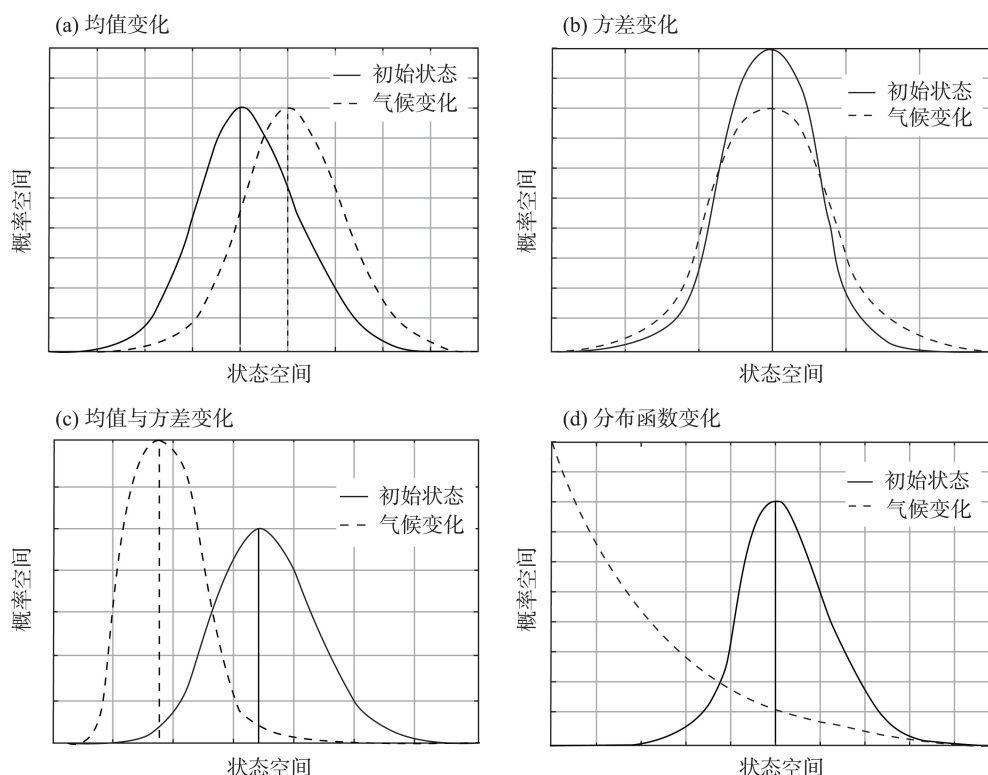 (a) 均值变化
初始状态
气候变化
概率空间
状态空间
(b) 方差变化
初始状态
气候变化
概率空间
状态空间
(c) 均值与方差变化
初始状态
气候变化
概率空间
状态空间
(d) 分布函数变化
初始状态
气候变化
概率空间
状态空间